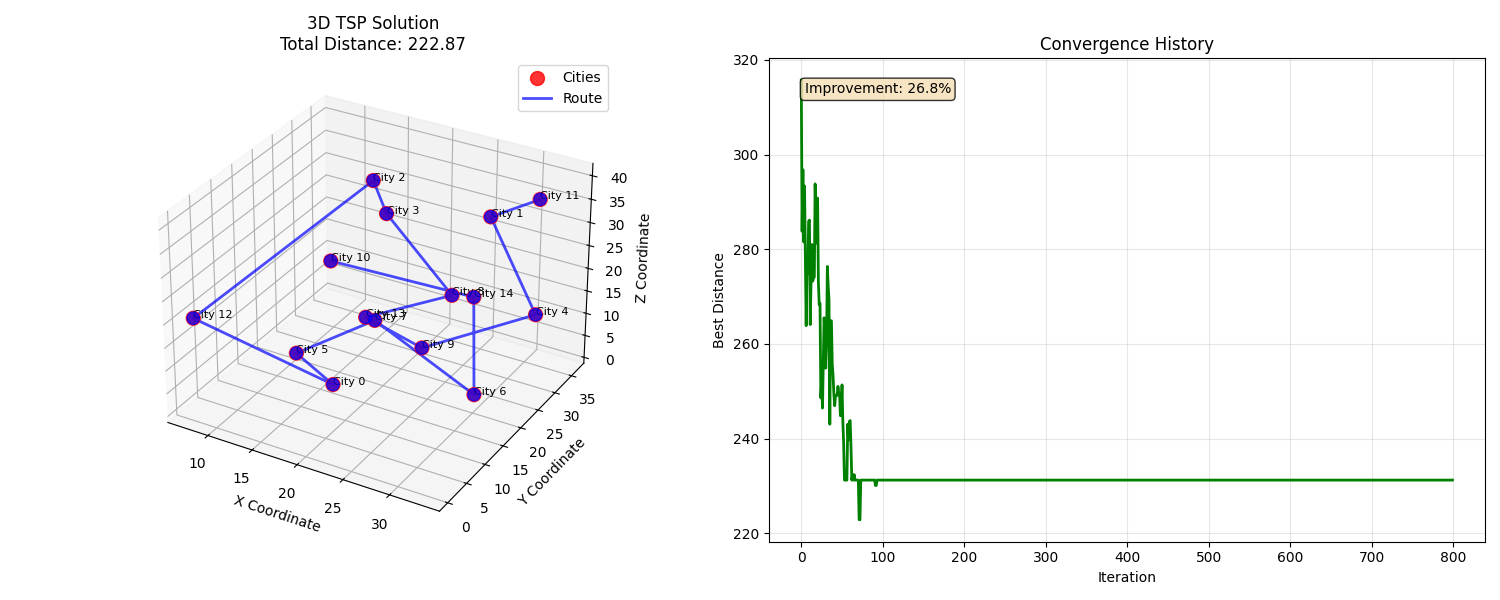 3D TSP Solution
Total Distance: 222.87
Cities
Route
City 2
City 11
City 3
City 1
City 10
City 14
City 12
City 4
City 7
City 5
City 9
City 0
City 6
40
35
30
25
20
15
10
5
0
Z Coordinate
10
15
20
25
30
X Coordinate
0
5
10
15
20
25
30
35
Y Coordinate
Convergence History
Improvement: 26.8%
320
300
280
260
240
220
Best Distance
0
100
200
300
400
500
600
700
800
Iteration